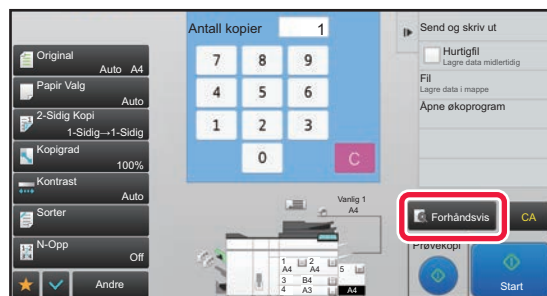 Original
Auto A4
Papir Valg
Auto
2-Sidig Kopi
1-Sidig→1-Sidig
Kopigrad
100%
Kontrast
Auto
Sorter
N-Opp
Off
Andre
Antall kopier 1
7 8 9
4 5 6
1 2 3
0 C
Vanlig 1
A4
1 A4 2 A4 5
3 B4
4 A3 A4
Send og skriv ut
Hurtigfil
Lagre data midlertidig
Fil
Lagre data i mappe
Åpne økoprogram
Forhåndsvis CA
Prøvekopi
Start